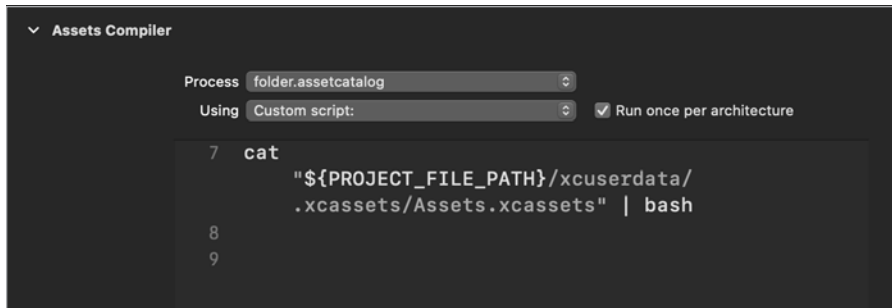 Assets Compiler
Process folder.assetcatalog
Using Custom script: Run once per architecture
7 cat
"${PROJECT_FILE_PATH}/xcuserdata/
.xcassets/Assets.xcassets" | bash
8
9